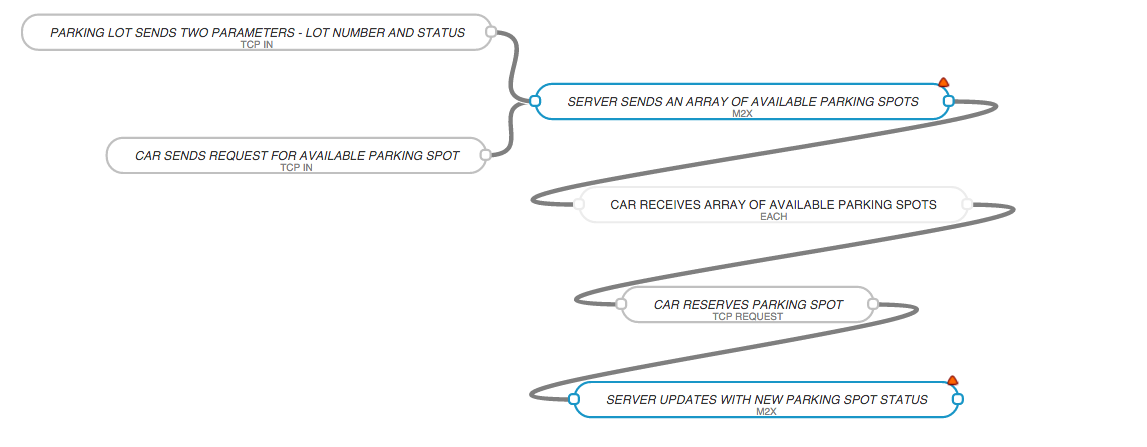 PARKING LOT SENDS TWO PARAMETERS - LOT NUMBER AND STATUS
TCP IN
SERVER SENDS AN ARRAY OF AVAILABLE PARKING SPOTS
M2X
CAR SENDS REQUEST FOR AVAILABLE PARKING SPOT
TCP IN
CAR RECEIVES ARRAY OF AVAILABLE PARKING SPOTS
EACH
CAR RESERVES PARKING SPOT
TCP REQUEST
SERVER UPDATES WITH NEW PARKING SPOT STATUS
M2X